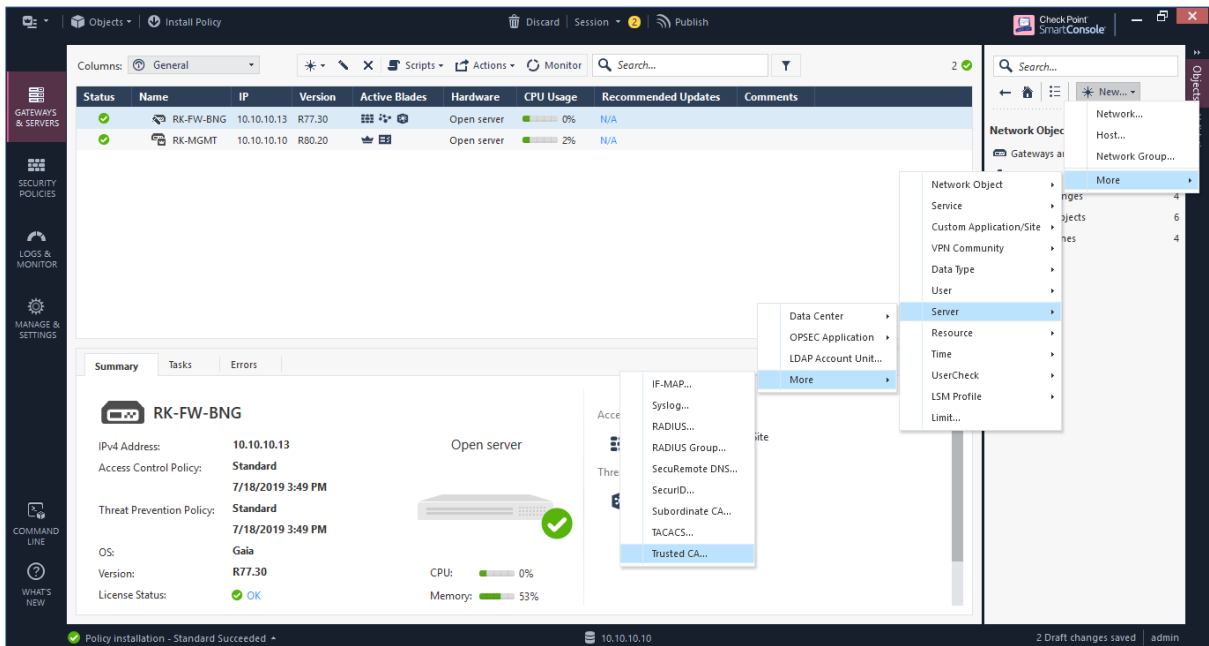 Objects Install Policy Discard Session 2 Publish Check Point SmartConsole
Columns: General Scripts Actions Monitor Search... 2
Status Name IP Version Active Blades Hardware CPU Usage Recommended Updates Comments
RK-FW-BNG 10.10.10.13 R77.30 Open server 0% N/A
RK-MGMT 10.10.10.10 R80.20 Open server 2% N/A
GATEWAYS & SERVERS
SECURITY POLICIES
LOGS & MONITOR
MANAGE & SETTINGS
COMMAND LINE
WHAT'S NEW
Search...
Objects
New...
Network Objec
Gateways a
nges 4
bjects 6
nes 4
Network...
Host...
Network Group...
More
Network Object
Service
Custom Application/Site
VPN Community
Data Type
User
Server
Resource
Time
UserCheck
LSM Profile
Limit...
Data Center
OPSEC Application
LDAP Account Unit...
More
IF-MAP...
Syslog...
RADIUS...
RADIUS Group...
SecuRemote DNS...
SecurID...
Subordinate CA...
TACACS...
Trusted CA...
Summary Tasks Errors
RK-FW-BNG
IPv4 Address: 10.10.10.13 Open server
Access Control Policy: Standard
7/18/2019 3:49 PM
Threat Prevention Policy: Standard
7/18/2019 3:49 PM
OS: Gaia
Version: R77.30 CPU: 0%
License Status: OK Memory: 53%
Acce
Site
Thre
Policy installation - Standard Succeeded 10.10.10.10 2 Draft changes saved admin